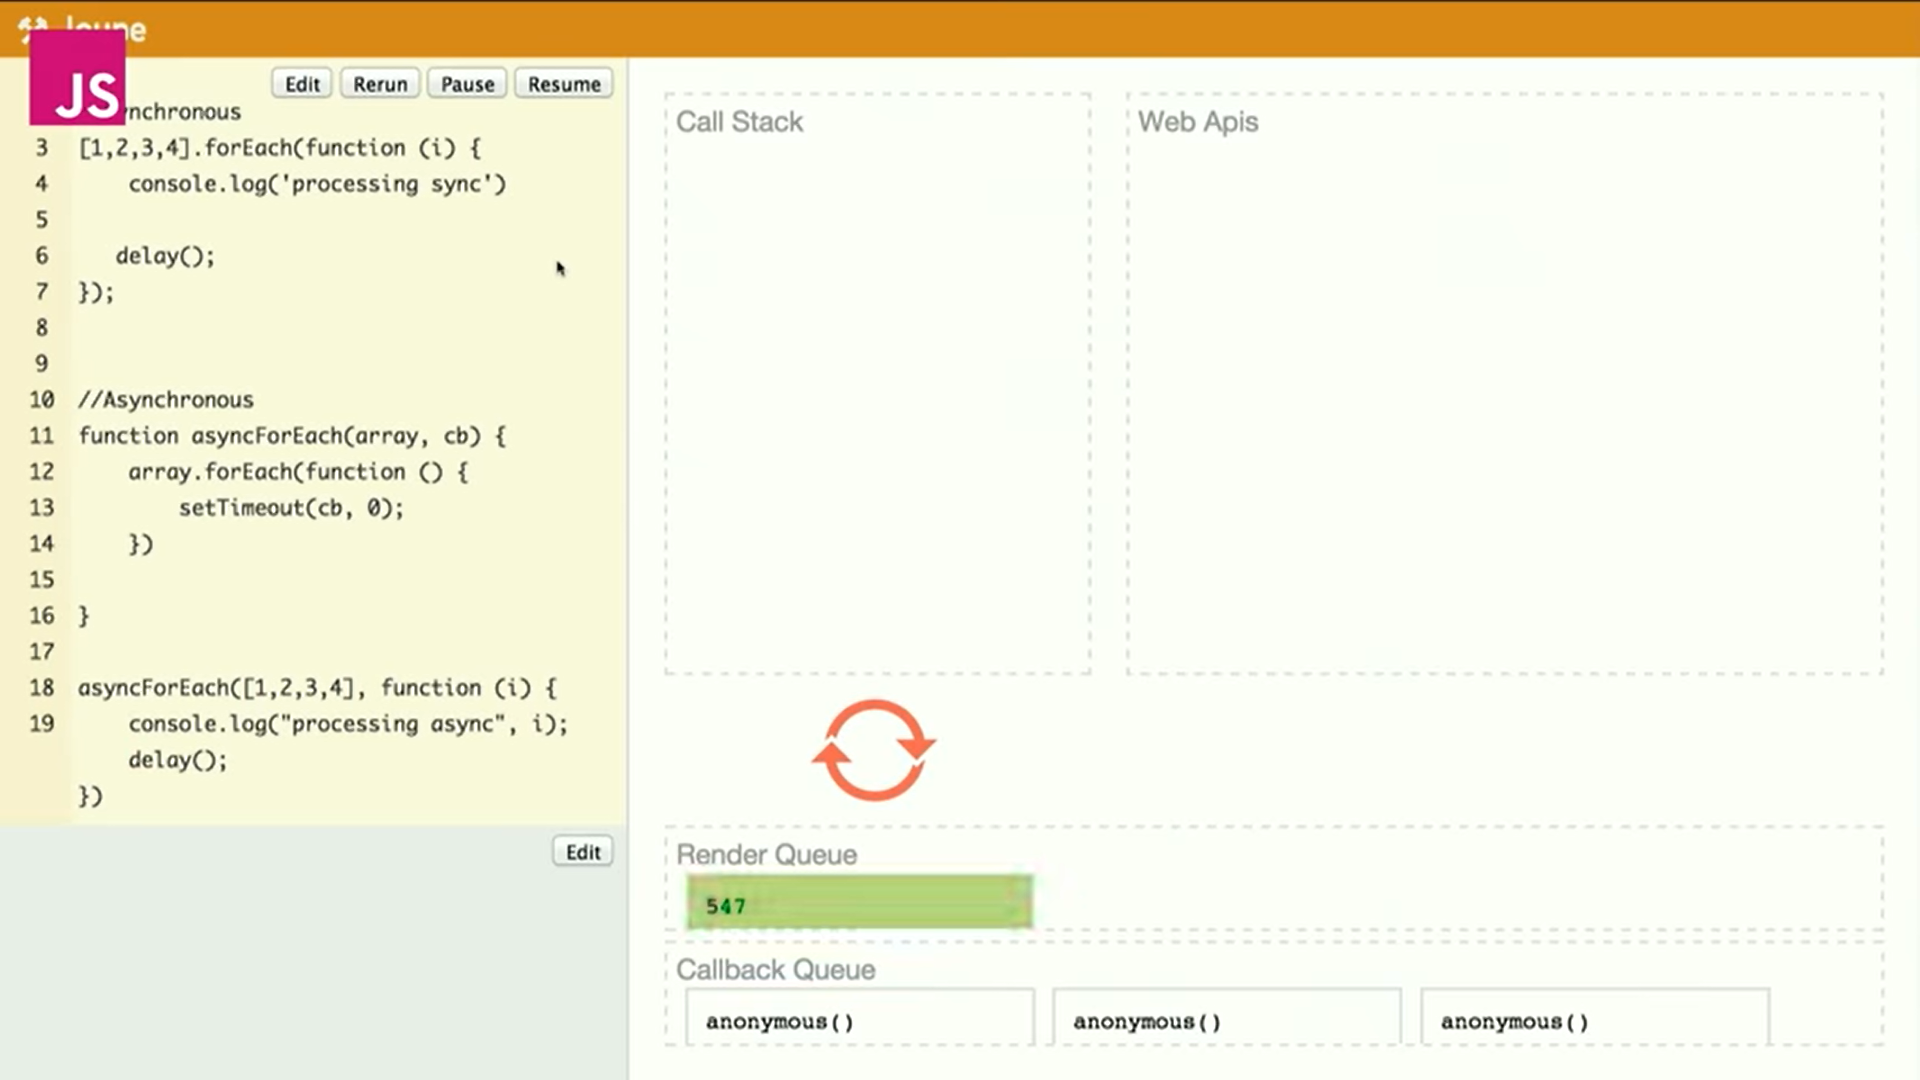 JS
Edit
Rerun
Pause
Resume
nchronous
3 [1,2,3,4].forEach(function (i) {
4 console.log('processing sync')
5
6 delay();
7 });
8
9
10 //Asynchronous
11 function asyncForEach(array, cb) {
12 array.forEach(function () {
13 setTimeout(cb, 0);
14 })
15
16 }
17
18 asyncForEach([1,2,3,4], function (i) {
19 console.log("processing async", i);
delay();
})
Edit
Call Stack
Web Apis
Render Queue
547
Callback Queue
anonymous()
anonymous()
anonymous()